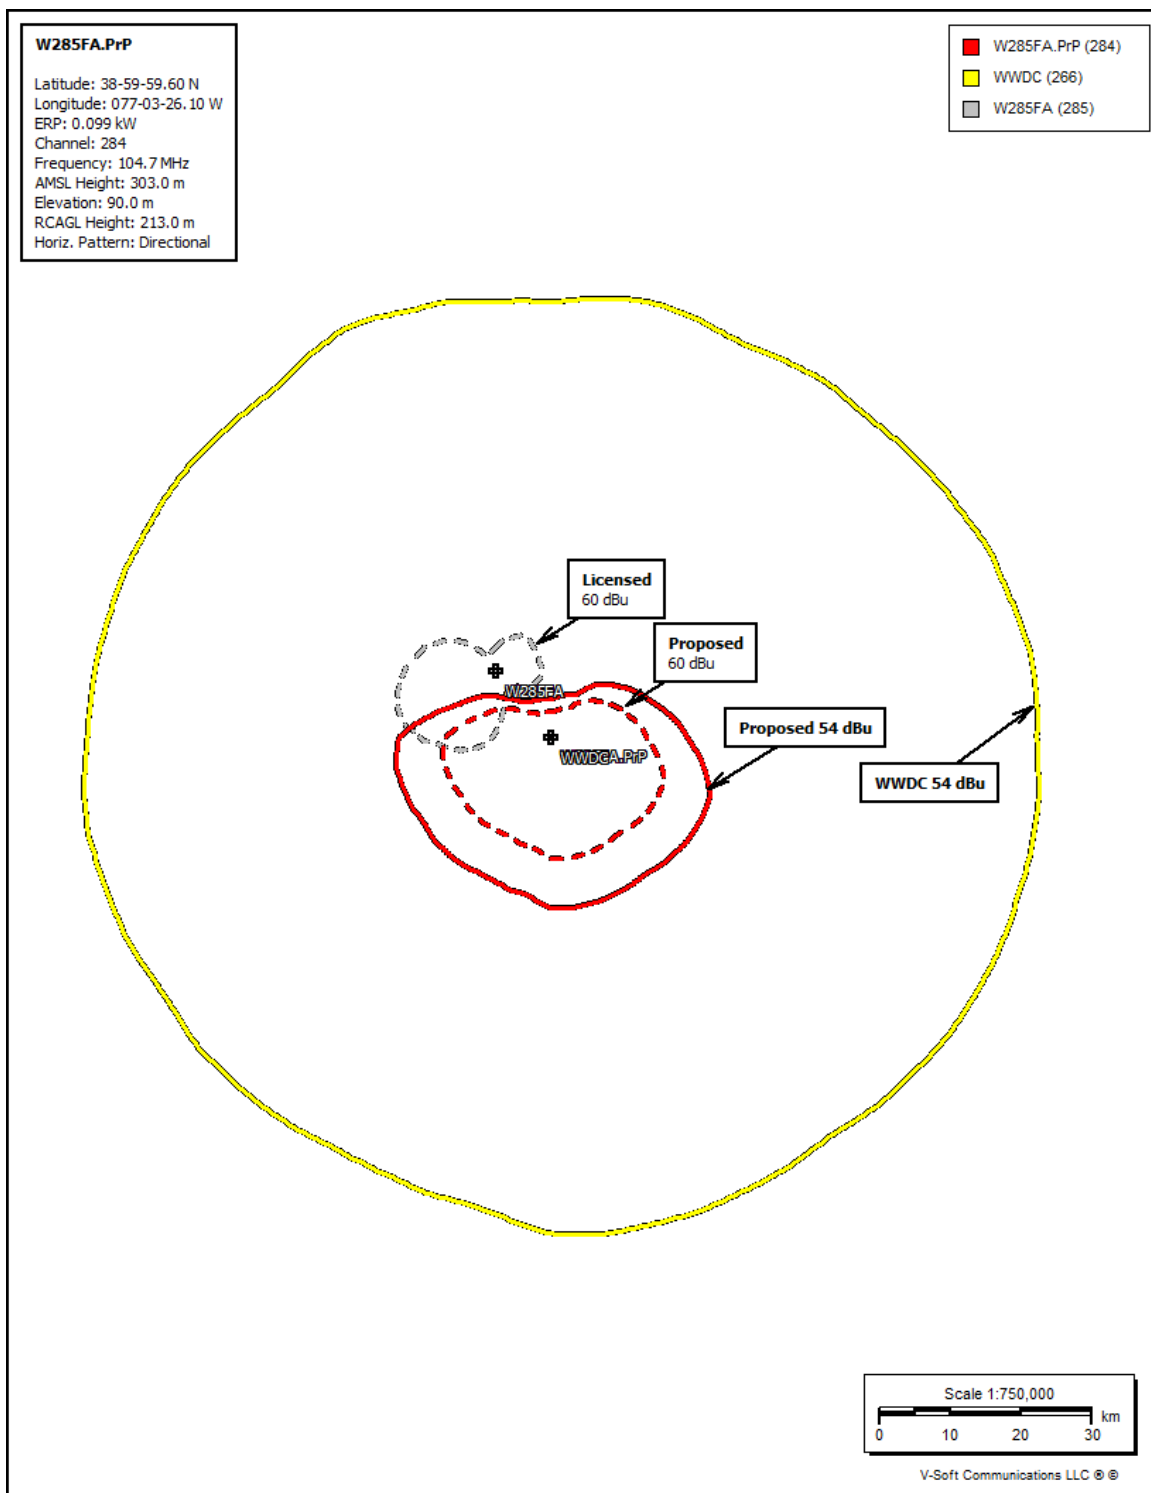 W285FA.PrP
Latitude: 38-59-59.60 N
Longitude: 077-03-26.10 W
ERP: 0.099 kW
Channel: 284
Frequency: 104.7 MHz
AMSL Height: 303.0 m
Elevation: 90.0 m
RCAGL Height: 213.0 m
Horiz. Pattern: Directional
W285FA.PrP (284)
WWDC (266)
W285FA (285)
Licensed
60 dBu
Proposed
60 dBu
W285FA
Proposed 54 dBu
WWDCA.PrP
WWDC 54 dBu
Scale 1:750,000
km
0 10 20 30
V-Soft Communications LLC ® ©